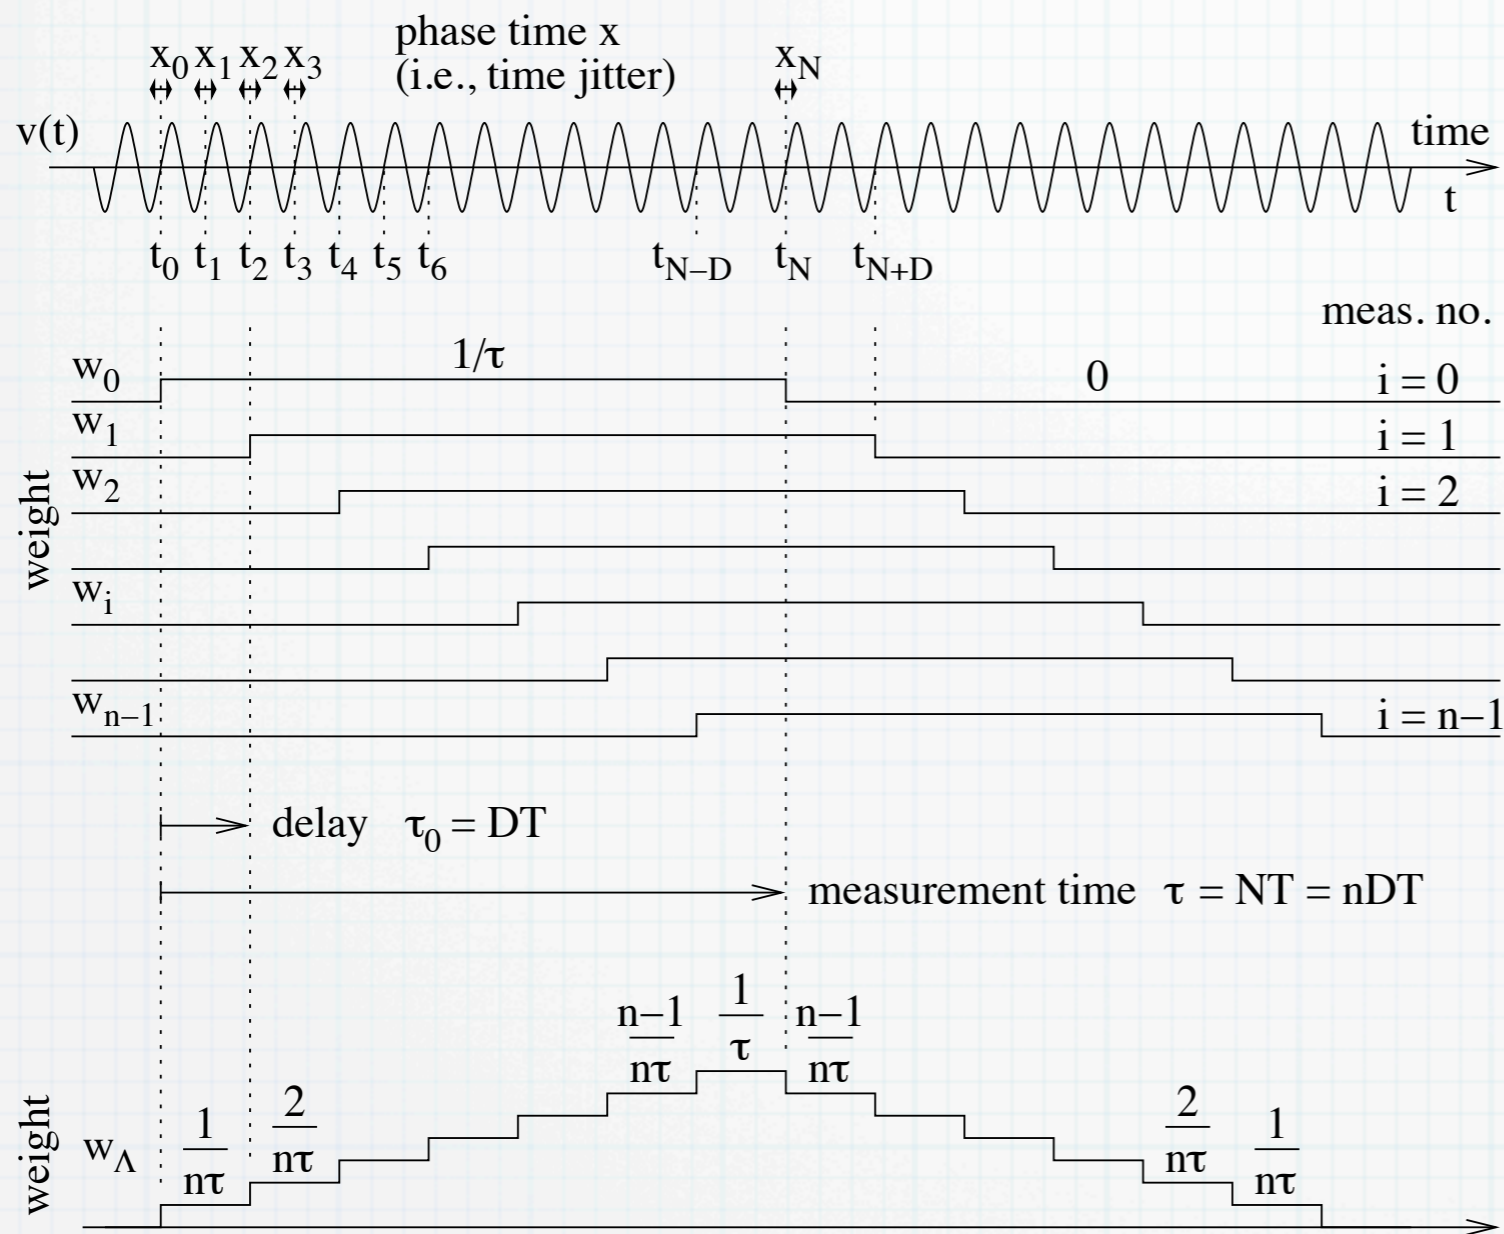 phase time x
(i.e., time jitter)
x0 x1 x2 x3 xN
v(t) time
t
t0 t1 t2 t3 t4 t5 t6 tN−D tN tN+D
meas. no.
w0 1/τ 0 i = 0
w1 i = 1
w2 i = 2
weight
wi
wn−1 i = n−1
delay τ0 = DT
measurement time τ = NT = nDT
weight
wΛ
1/nτ 2/nτ n−1/nτ 1/τ n−1/nτ 2/nτ 1/nτ